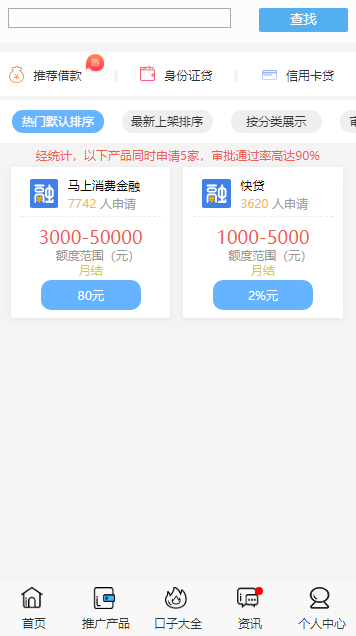 查找
推荐借款 热 身份证贷 信用卡贷
热门默认排序 最新上架排序 按分类展示
经统计，以下产品同时申请5家，审批通过率高达90%
融 马上消费金融
7742 人申请
3000-50000
额度范围（元）
月结
80元
融 快贷
3620 人申请
1000-5000
额度范围（元）
月结
2%元
首页 推广产品 口子大全 资讯 个人中心